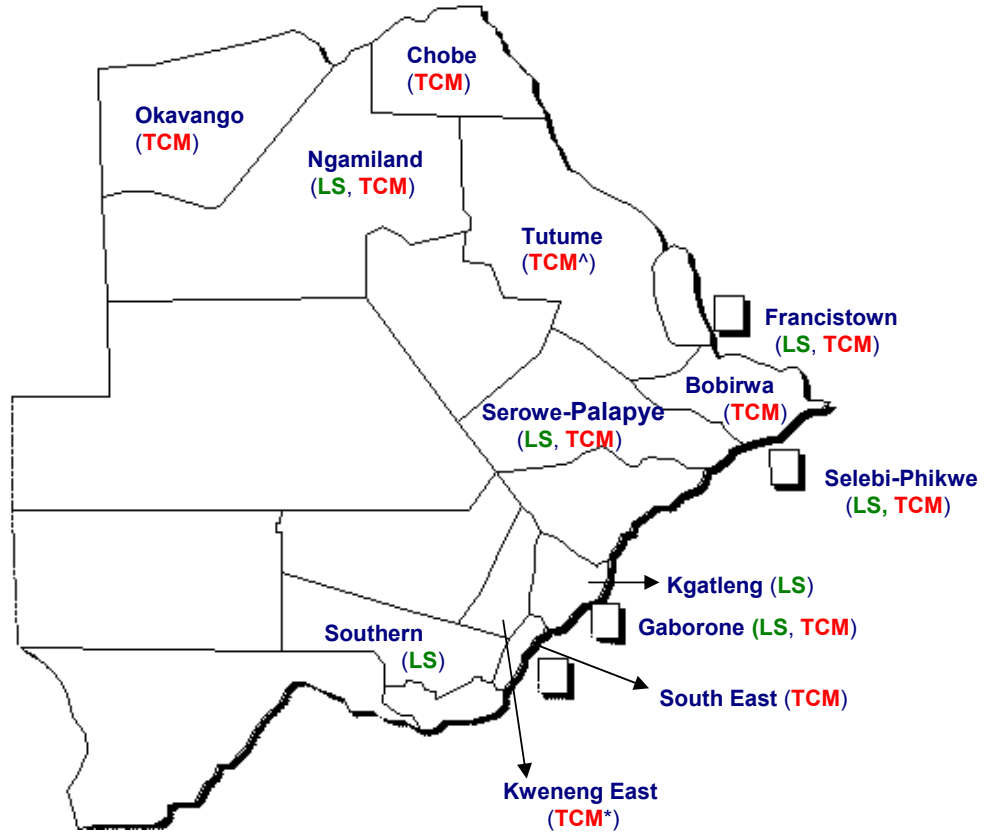 Chobe
(TCM)
Okavango
(TCM)
Ngamiland
(LS, TCM)
Tutume
(TCM^)
Francistown
(LS, TCM)
Bobirwa
(TCM)
Serowe-Palapye
(LS, TCM)
Selebi-Phikwe
(LS, TCM)
Kgatleng (LS)
Gaborone (LS, TCM)
Southern
(LS)
South East (TCM)
Kweneng East
(TCM*)